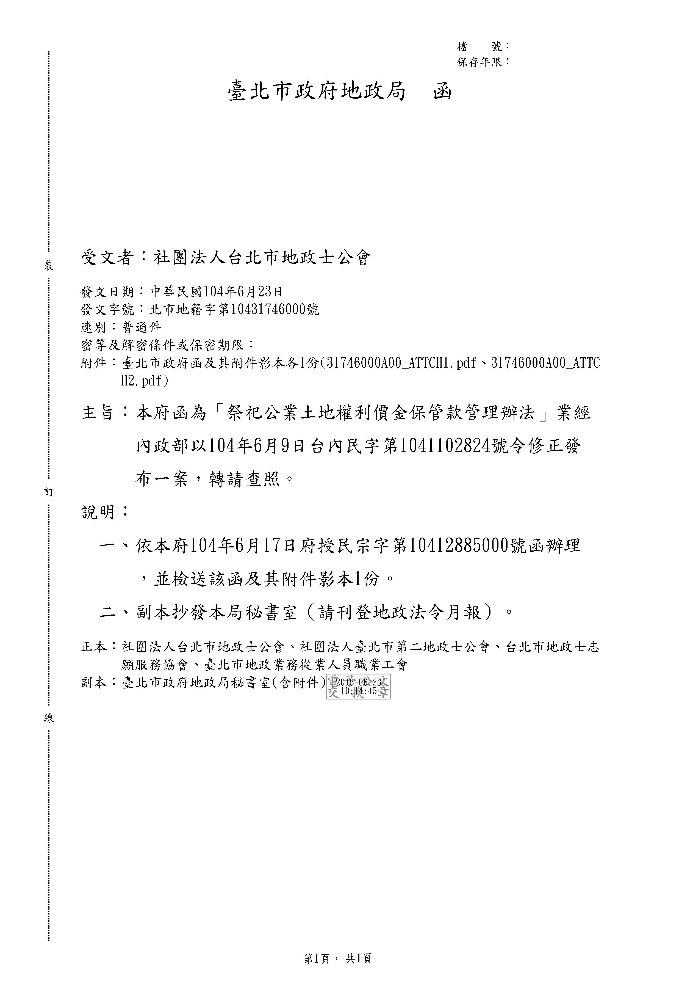 檔　　號：
保存年限：
臺北市政府地政局　函
受文者：社團法人台北市地政士公會
發文日期：中華民國104年6月23日
發文字號：北市地籍字第10431746000號
速別：普通件
密等及解密條件或保密期限：
附件：臺北市政府函及其附件影本各1份(31746000A00_ATTCH1.pdf、31746000A00_ATTC
H2.pdf)
主旨：本府函為「祭祀公業土地權利價金保管款管理辦法」業經
內政部以104年6月9日台內民字第1041102824號令修正發
布一案，轉請查照。
說明：
一、依本府104年6月17日府授民宗字第10412885000號函辦理
，並檢送該函及其附件影本1份。
二、副本抄發本局秘書室（請刊登地政法令月報）。
正本：社團法人台北市地政士公會、社團法人臺北市第二地政士公會、台北市地政士志
願服務協會、臺北市地政業務從業人員職業工會
副本：臺北市政府地政局秘書室(含附件)
電子公文
交換章
2015-06-23
10:14:45
裝
訂
線
第1頁，共1頁